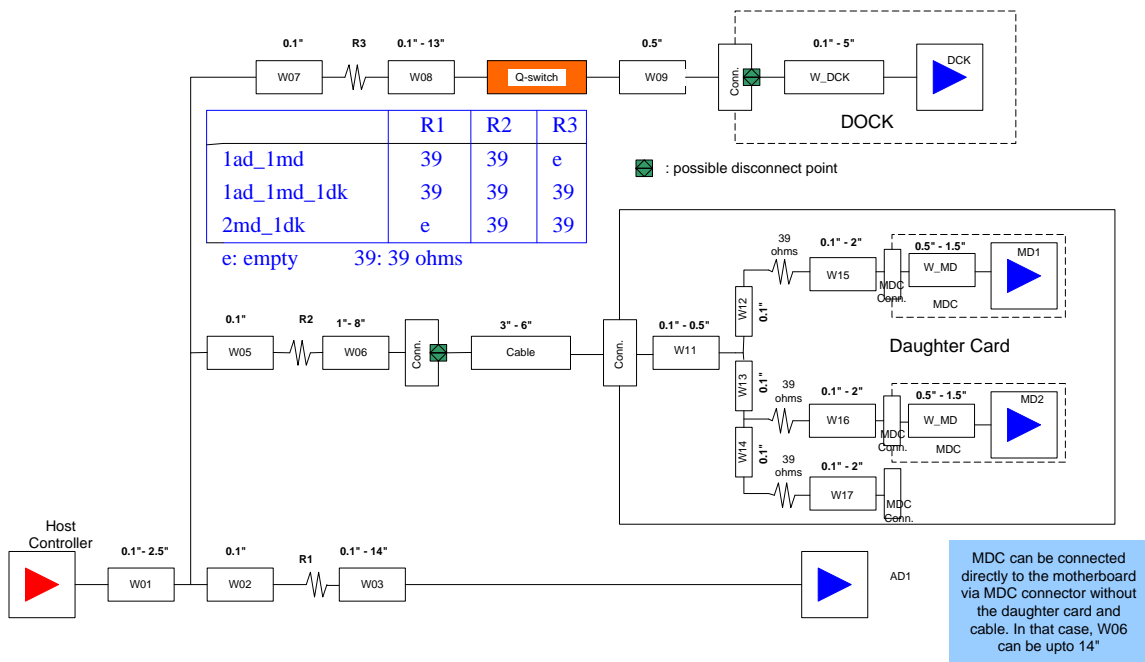 0.1"
R3
0.1" - 13"
0.5"
0.1" - 5"
W07
W08
Q-switch
W09
Conn.
W_DCK
DCK
DOCK
R1 R2 R3
1ad_1md 39 39 e
1ad_1md_1dk 39 39 39
2md_1dk e 39 39
e: empty 39: 39 ohms
: possible disconnect point
39
ohms
0.1" - 2"
0.5" - 1.5"
W15
MDC
Conn.
W_MD
MDC
MD1
W12
0.1"
0.1"
R2
1"- 8"
3" - 6"
0.1" - 0.5"
W05
W06
Conn.
Cable
Conn.
W11
Daughter Card
W13
0.1"
39
ohms
0.1" - 2"
0.5" - 1.5"
W16
MDC
Conn.
W_MD
MDC
MD2
W14
0.1"
39
ohms
0.1" - 2"
W17
MDC
Conn.
Host
Controller
0.1"- 2.5"
0.1"
R1
0.1" - 14"
W01
W02
W03
AD1
MDC can be connected
directly to the motherboard
via MDC connector without
the daughter card and
cable. In that case, W06
can be upto 14"